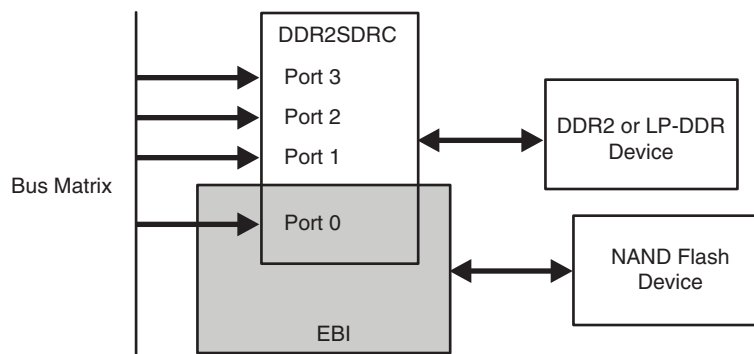 DDR2SDRC
Port 3
Port 2
Port 1
Port 0
Bus Matrix
EBI
DDR2 or LP-DDR
Device
NAND Flash
Device